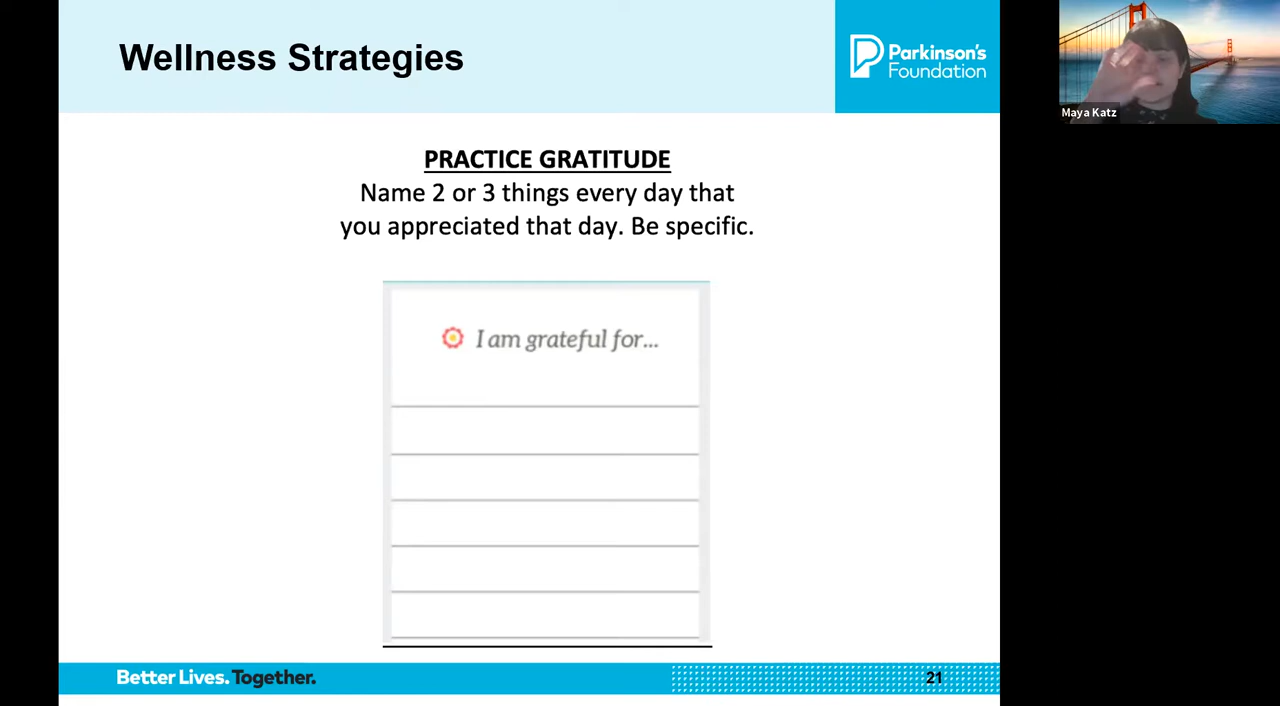 Wellness Strategies
Parkinson's
Foundation
Maya Katz
PRACTICE GRATITUDE
Name 2 or 3 things every day that
you appreciated that day. Be specific.
I am grateful for...
Better Lives. Together.
21